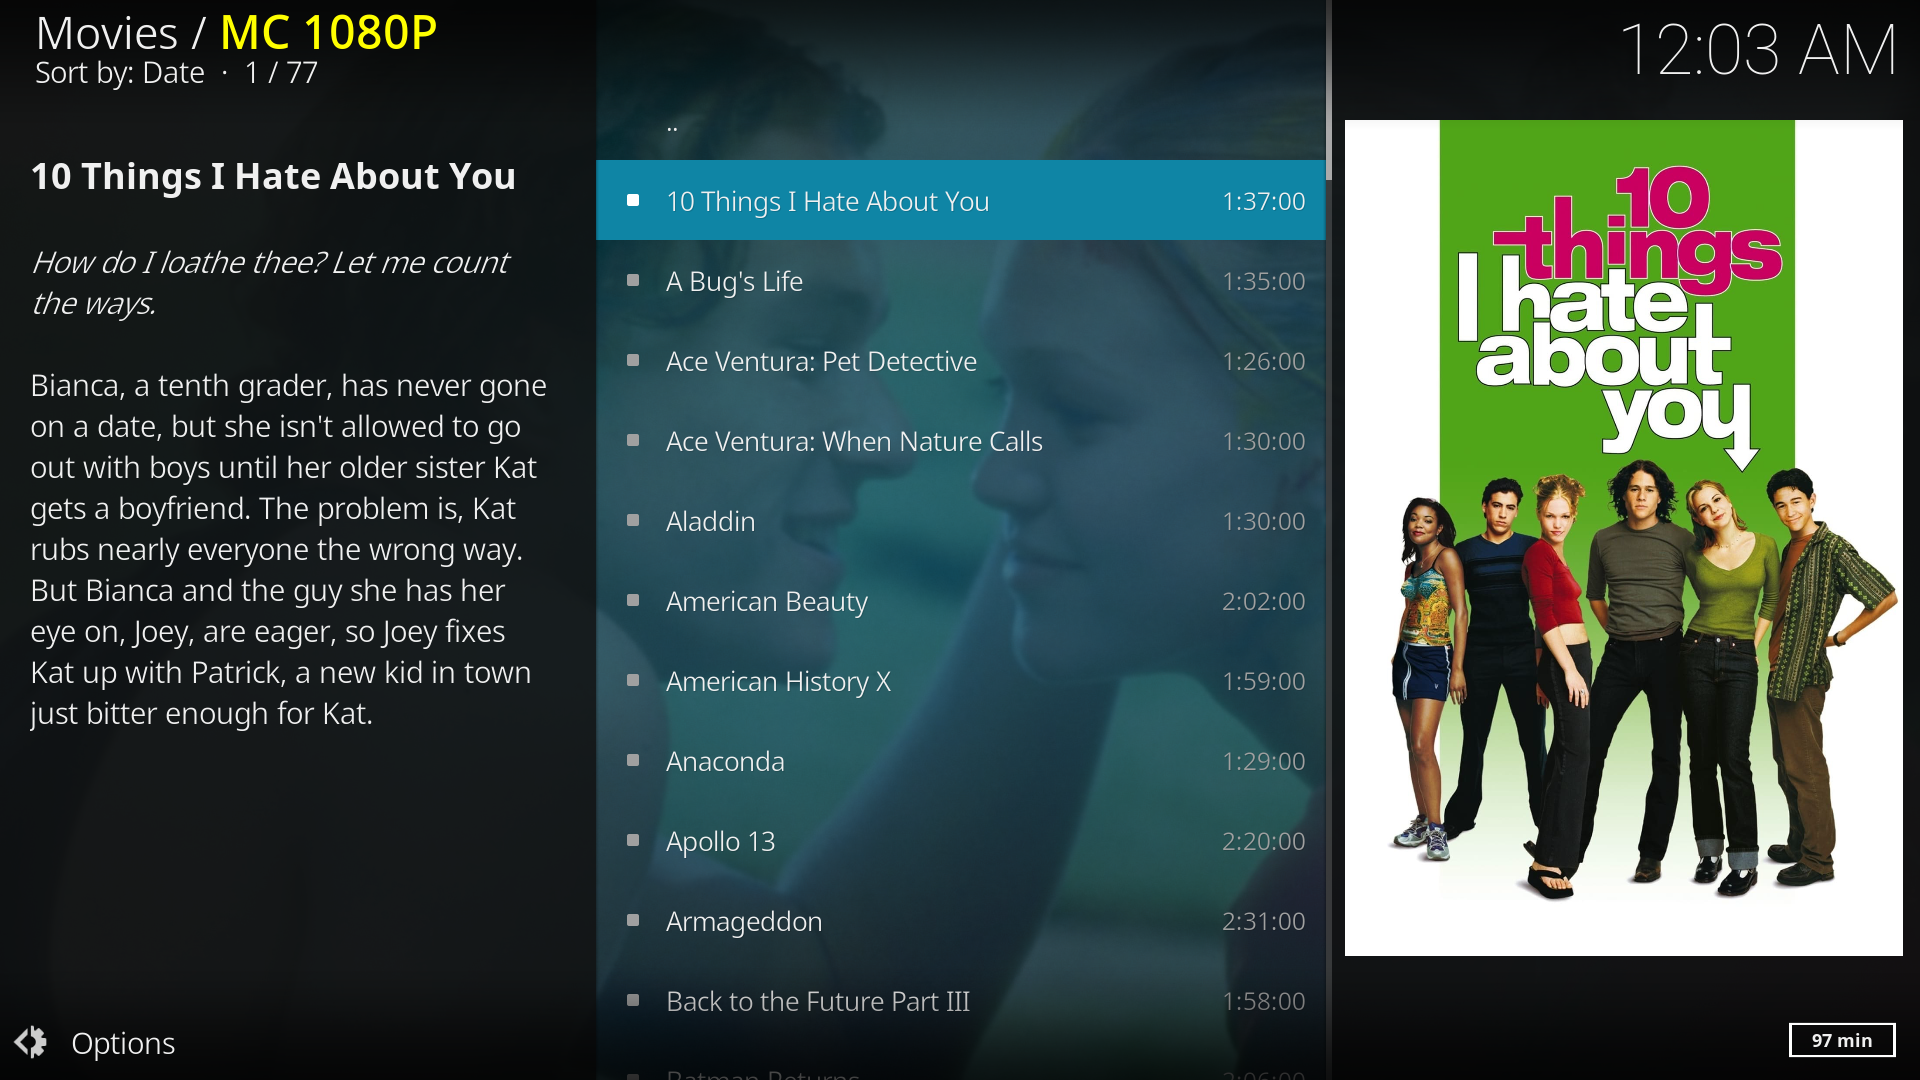 Movies / MC 1080P
Sort by: Date · 1 / 77
12:03 AM
10 Things I Hate About You
How do I loathe thee? Let me count
the ways.
Bianca, a tenth grader, has never gone
on a date, but she isn't allowed to go
out with boys until her older sister Kat
gets a boyfriend. The problem is, Kat
rubs nearly everyone the wrong way.
But Bianca and the guy she has her
eye on, Joey, are eager, so Joey fixes
Kat up with Patrick, a new kid in town
just bitter enough for Kat.
Options
..
10 Things I Hate About You 1:37:00
A Bug's Life 1:35:00
Ace Ventura: Pet Detective 1:26:00
Ace Ventura: When Nature Calls 1:30:00
Aladdin 1:30:00
American Beauty 2:02:00
American History X 1:59:00
Anaconda 1:29:00
Apollo 13 2:20:00
Armageddon 2:31:00
Back to the Future Part III 1:58:00
Batman Returns 2:06:00
10
things
I hate
about
you
97 min